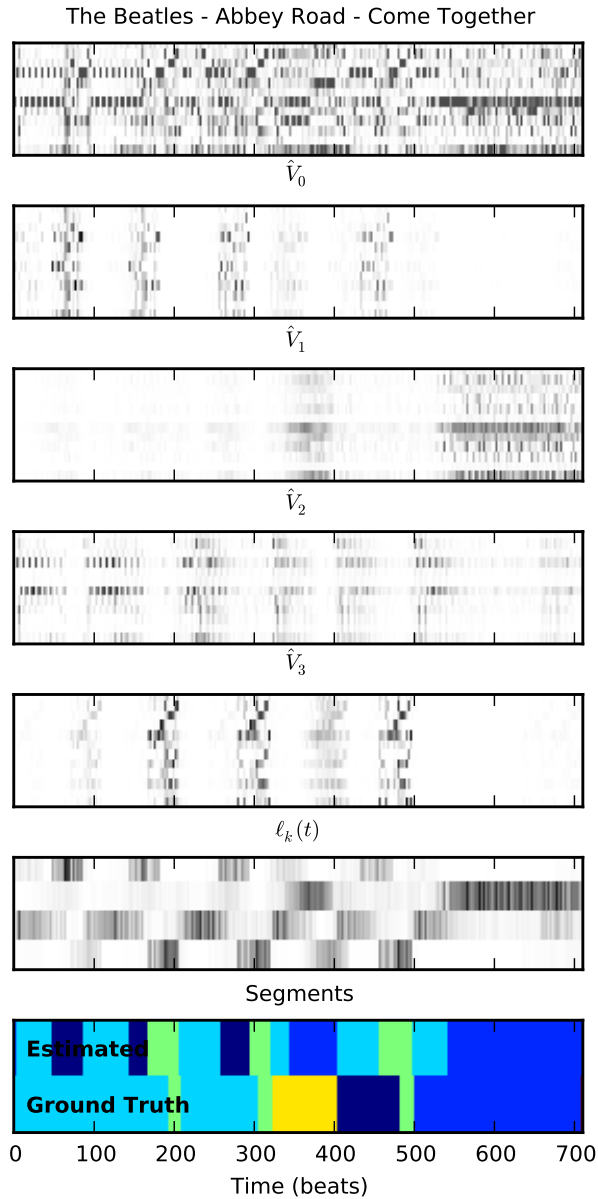 The Beatles - Abbey Road - Come Together
V̂₀
V̂₁
V̂₂
V̂₃
ℓₖ(t)
Segments
Estimated
Ground Truth
0 100 200 300 400 500 600 700
Time (beats)